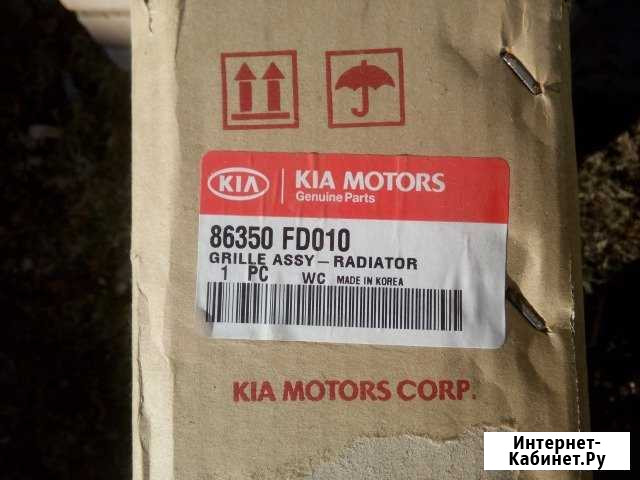 KIA
KIA MOTORS
Genuine Parts
86350 FD010
GRILLE ASSY-RADIATOR
1 PC WC MADE IN KOREA
KIA MOTORS CORP.
Интернет-
Кабинет.Ру